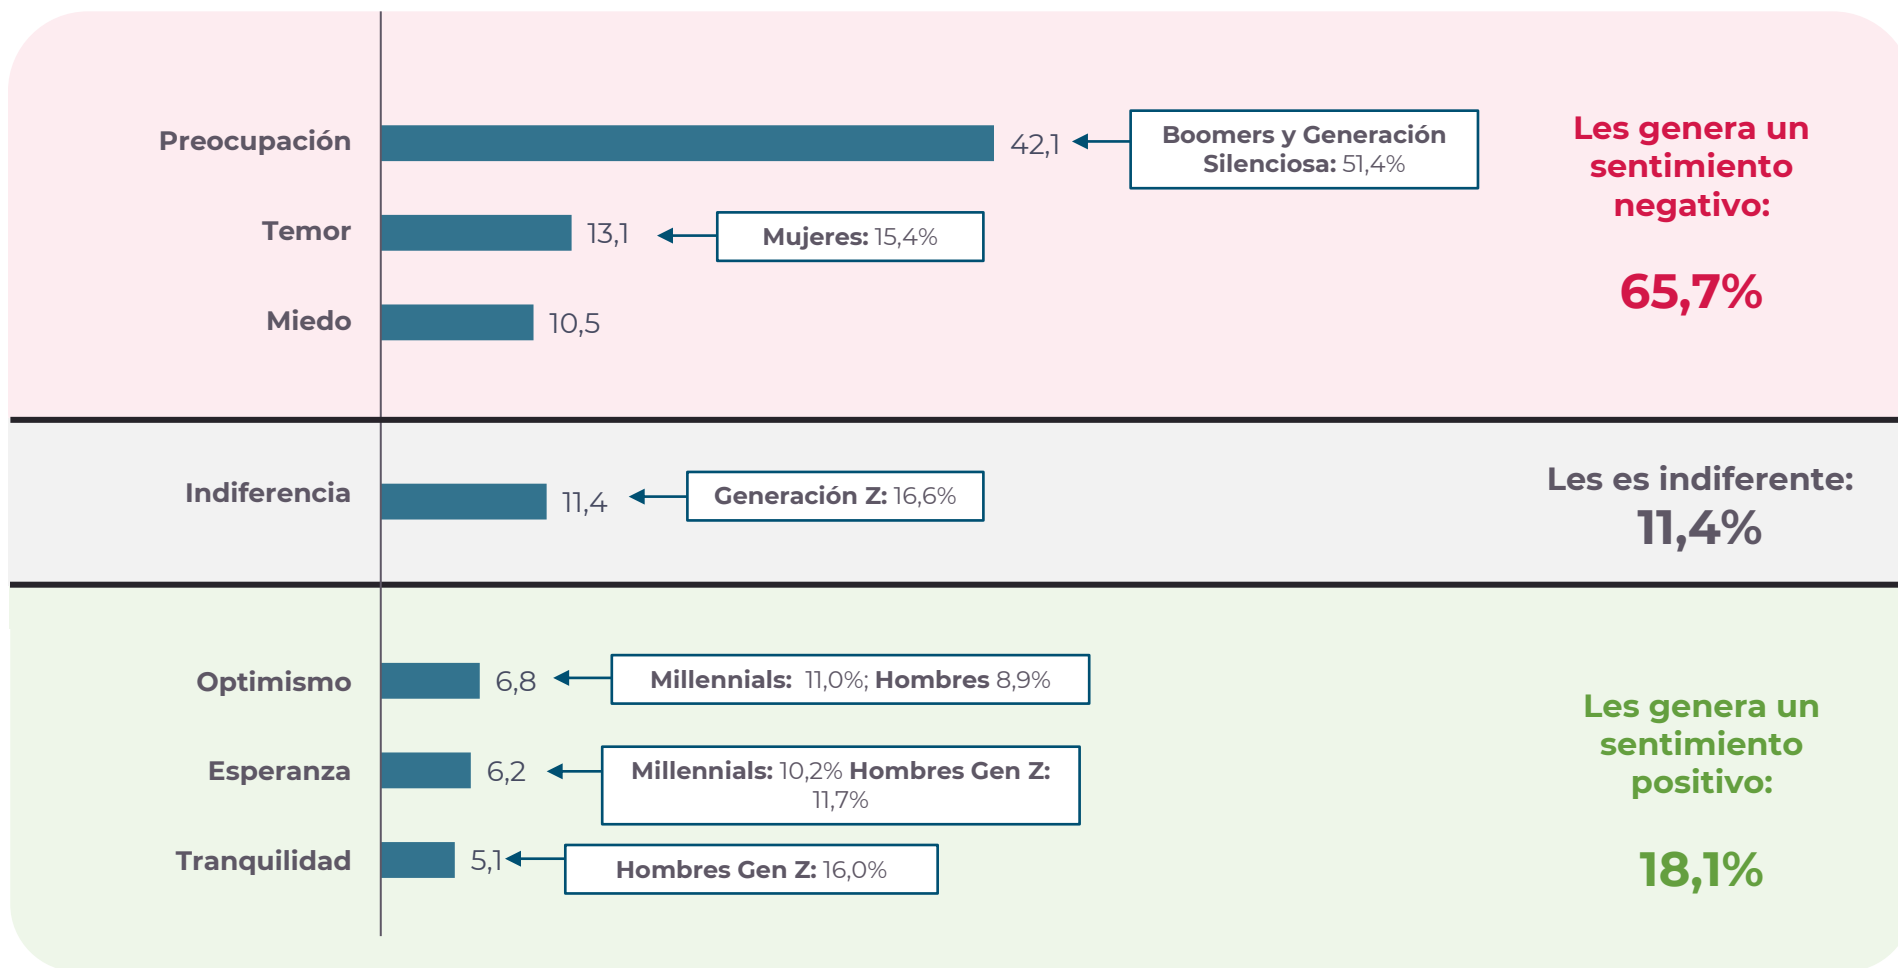 Preocupación
42,1
Boomers y Generación
Silenciosa: 51,4%
Temor
13,1
Mujeres: 15,4%
Miedo
10,5
Les genera un
sentimiento
negativo:
65,7%
Indiferencia
11,4
Generación Z: 16,6%
Les es indiferente:
11,4%
Optimismo
6,8
Millennials: 11,0%; Hombres 8,9%
Esperanza
6,2
Millennials: 10,2% Hombres Gen Z:
11,7%
Tranquilidad
5,1
Hombres Gen Z: 16,0%
Les genera un
sentimiento
positivo:
18,1%